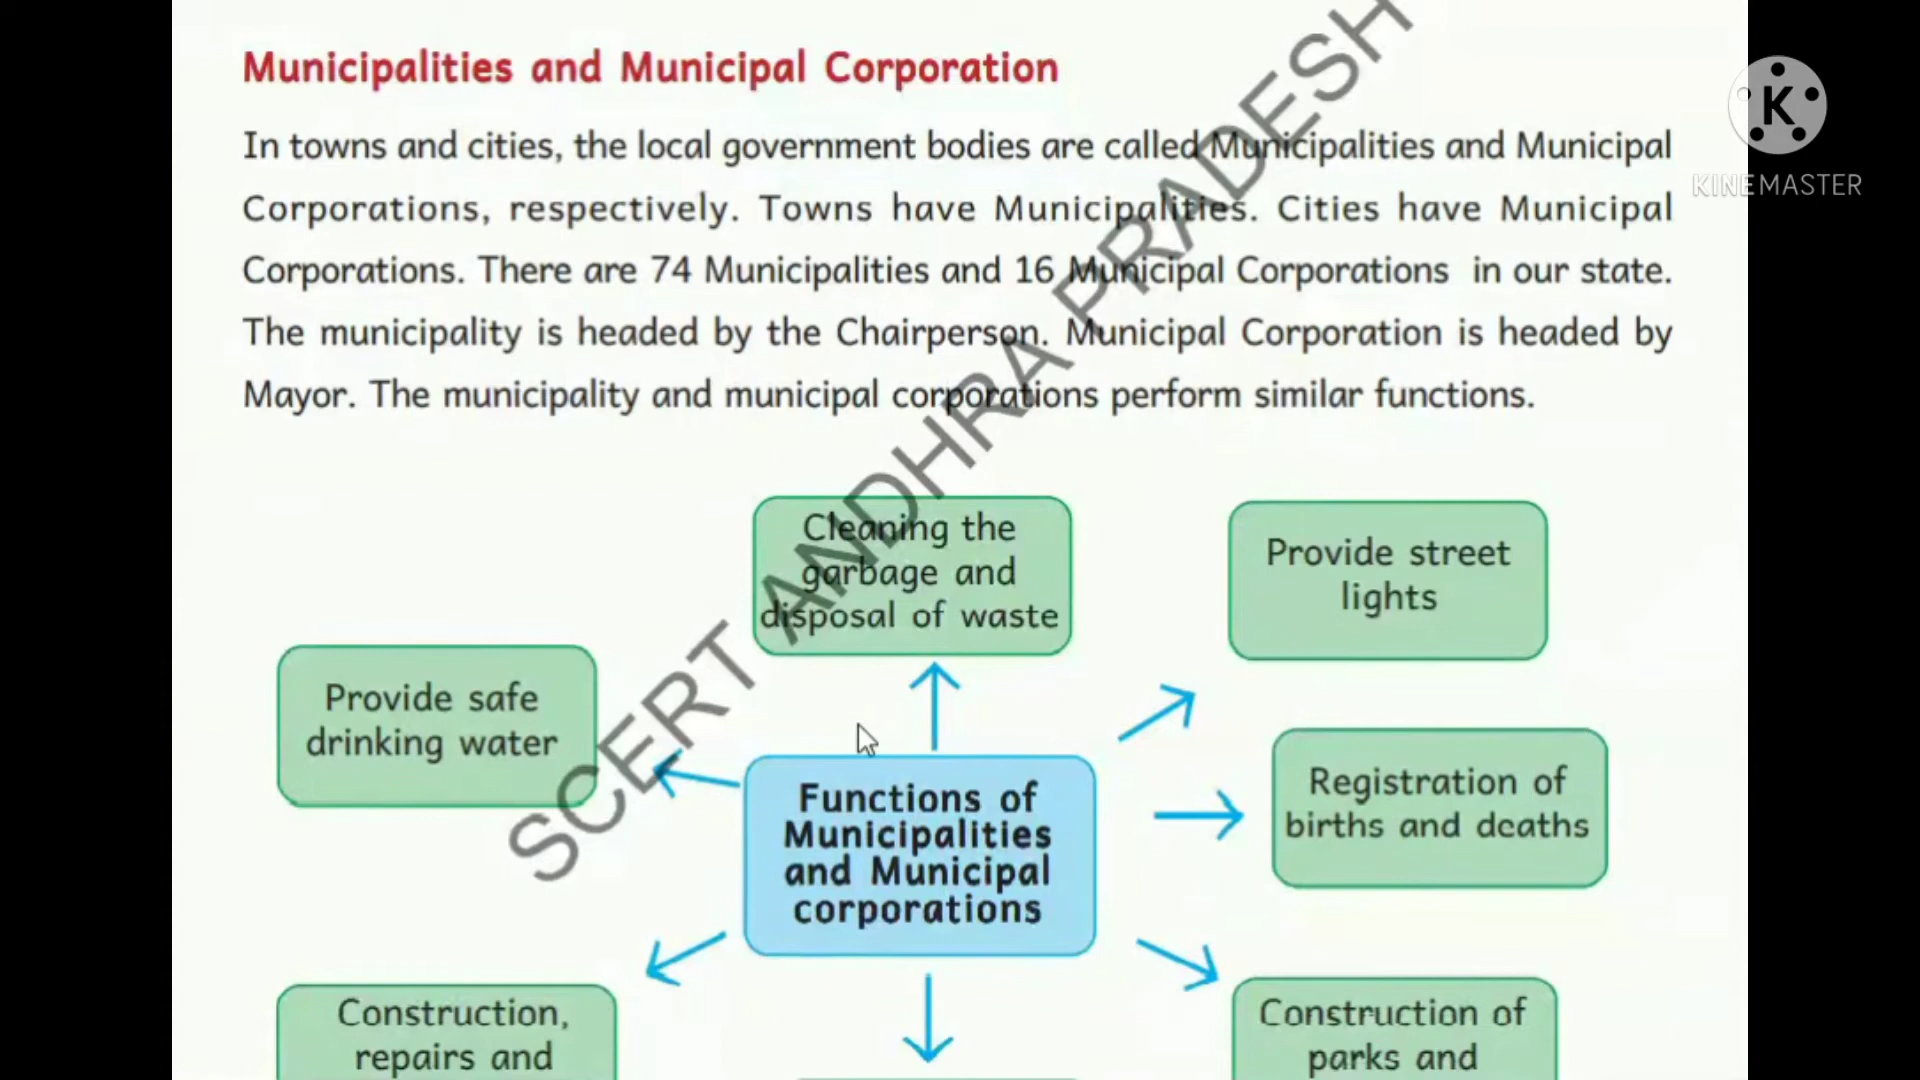 Municipalities and Municipal Corporation
In towns and cities, the local government bodies are called Municipalities and Municipal
Corporations, respectively. Towns have Municipalities. Cities have Municipal
Corporations. There are 74 Municipalities and 16 Municipal Corporations in our state.
The municipality is headed by the Chairperson. Municipal Corporation is headed by
Mayor. The municipality and municipal corporations perform similar functions.
K
KINEMASTER
SCERT ANDHRA PRADESH
Cleaning the
garbage and
disposal of waste
Provide street
lights
Provide safe
drinking water
Functions of
Municipalities
and Municipal
corporations
Registration of
births and deaths
Construction,
repairs and
Construction of
parks and